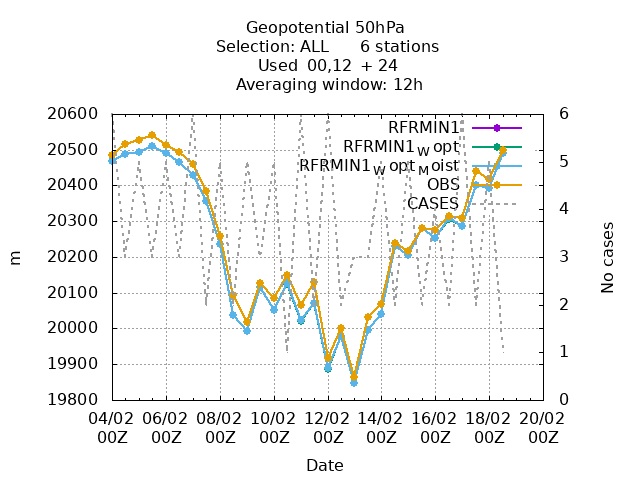 Geopotential 50hPa
Selection: ALL 6 stations
Used 00,12 + 24
Averaging window: 12h
20600
20500
20400
20300
20200
20100
20000
19900
19800
m
6
5
4
3
2
1
0
No cases
RFRMIN1
RFRMIN1_W opt
RFRMIN1_W opt_M oist
OBS
CASES
04/02 06/02 08/02 10/02 12/02 14/02 16/02 18/02 20/02
00Z 00Z 00Z 00Z 00Z 00Z 00Z 00Z 00Z
Date